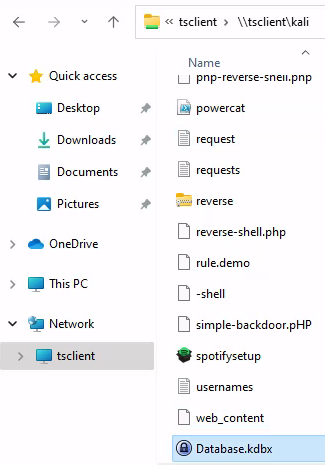 tsclient > \\tsclient\kali
Name
Quick access
Desktop
Downloads
Documents
Pictures
OneDrive
This PC
Network
tsclient
php-reverse-shell.php
powercat
request
requests
reverse
reverse-shell.php
rule.demo
-shell
simple-backdoor.pHP
spotifysetup
usernames
web_content
Database.kdbx